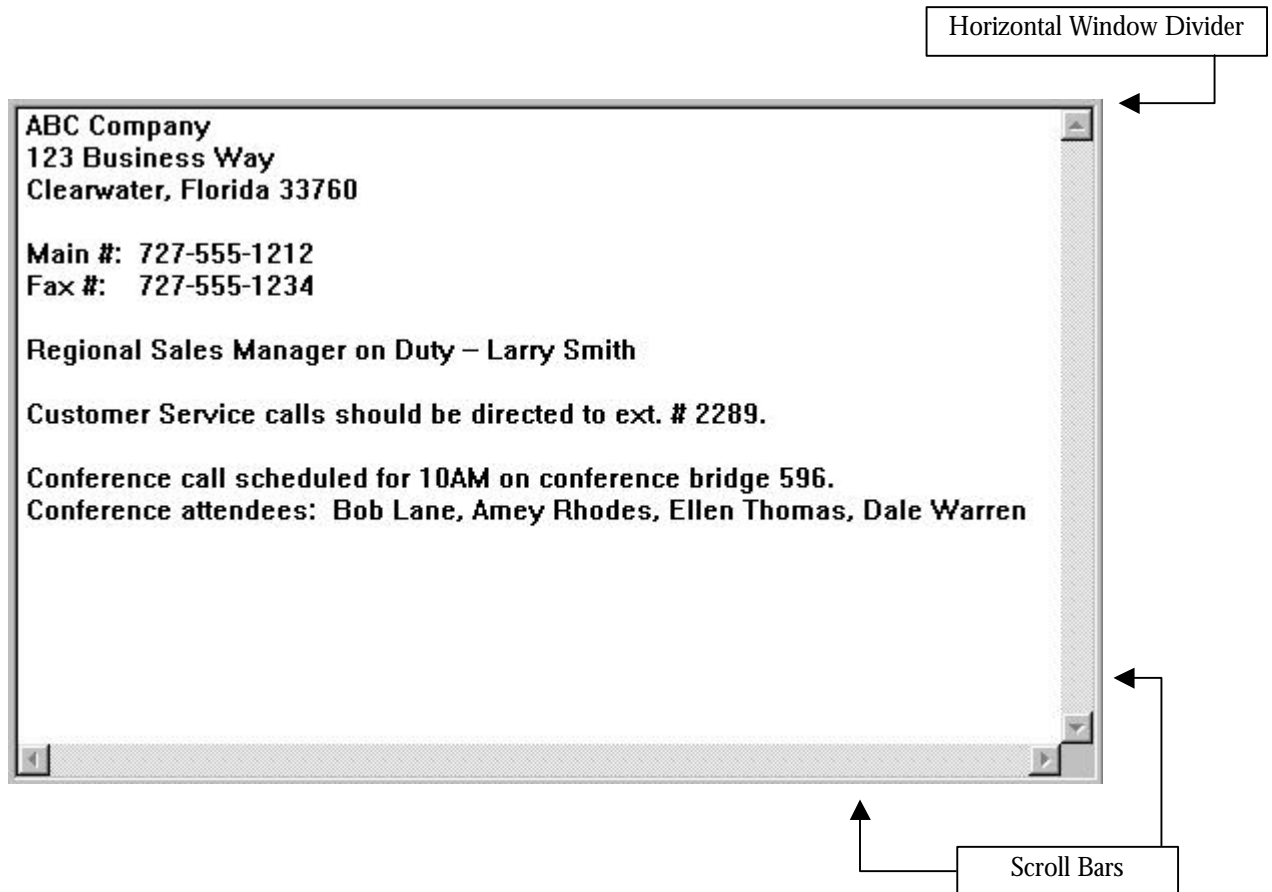 Horizontal Window Divider
ABC Company
123 Business Way
Clearwater, Florida 33760
Main #:  727-555-1212
Fax #:  727-555-1234
Regional Sales Manager on Duty – Larry Smith
Customer Service calls should be directed to ext. # 2289.
Conference call scheduled for 10AM on conference bridge 596.
Conference attendees:  Bob Lane, Amey Rhodes, Ellen Thomas, Dale Warren
Scroll Bars